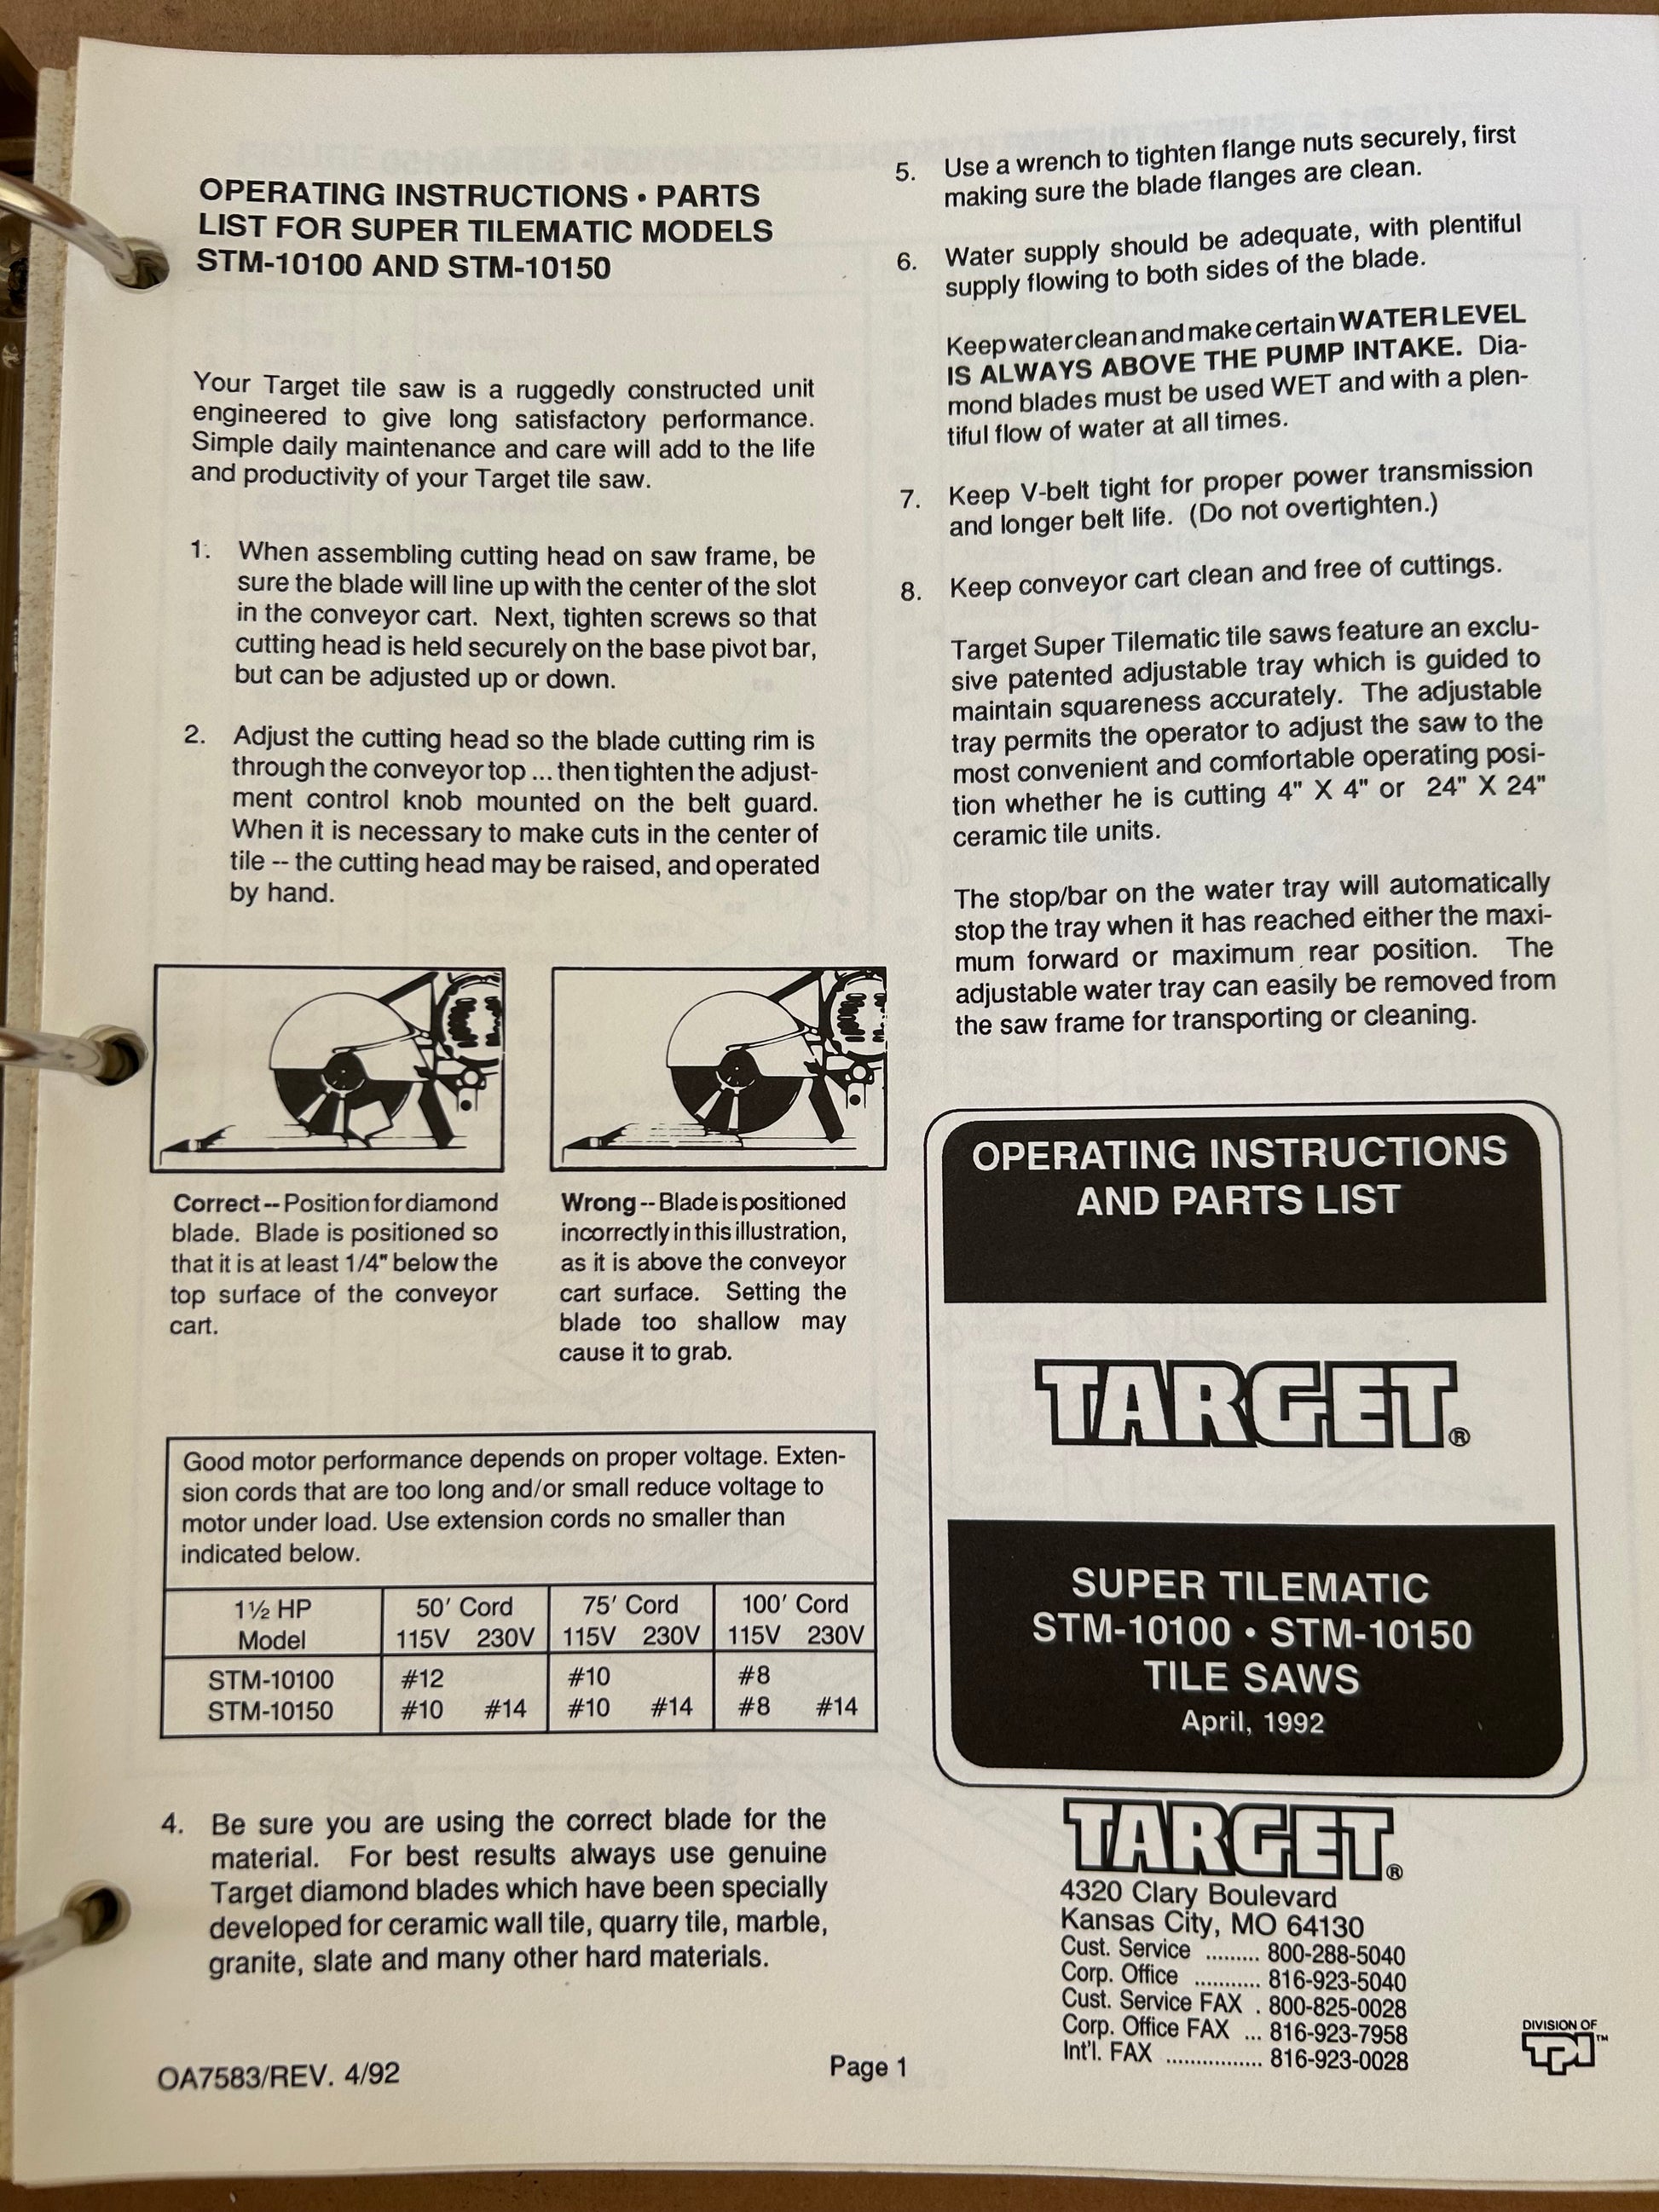 OPERATING INSTRUCTIONS • PARTS
LIST FOR SUPER TILEMATIC MODELS
STM-10100 AND STM-10150
Your Target tile saw is a ruggedly constructed unit
engineered to give long satisfactory performance.
Simple daily maintenance and care will add to the life
and productivity of your Target tile saw.
1. When assembling cutting head on saw frame, be
sure the blade will line up with the center of the slot
in the conveyor cart. Next, tighten screws so that
cutting head is held securely on the base pivot bar,
but can be adjusted up or down.
2. Adjust the cutting head so the blade cutting rim is
through the conveyor top ... then tighten the adjust-
ment control knob mounted on the belt guard.
When it is necessary to make cuts in the center of
tile -- the cutting head may be raised, and operated
by hand.
Correct -- Position for diamond
blade. Blade is positioned so
that it is at least 1/4" below the
top surface of the conveyor
cart.
Wrong -- Blade is positioned
incorrectly in this illustration,
as it is above the conveyor
cart surface. Setting the
blade too shallow may
cause it to grab.
Good motor performance depends on proper voltage. Exten-
sion cords that are too long and/or small reduce voltage to
motor under load. Use extension cords no smaller than
indicated below.
1½ HP 50' Cord 75' Cord 100' Cord
Model 115V 230V 115V 230V 115V 230V
STM-10100 #12 #10 #8
STM-10150 #10 #14 #10 #14 #8 #14
4. Be sure you are using the correct blade for the
material. For best results always use genuine
Target diamond blades which have been specially
developed for ceramic wall tile, quarry tile, marble,
granite, slate and many other hard materials.
5. Use a wrench to tighten flange nuts securely, first
making sure the blade flanges are clean.
6. Water supply should be adequate, with plentiful
supply flowing to both sides of the blade.
Keep water clean and make certain WATER LEVEL
IS ALWAYS ABOVE THE PUMP INTAKE. Dia-
mond blades must be used WET and with a plen-
tiful flow of water at all times.
7. Keep V-belt tight for proper power transmission
and longer belt life. (Do not overtighten.)
8. Keep conveyor cart clean and free of cuttings.
Target Super Tilematic tile saws feature an exclu-
sive patented adjustable tray which is guided to
maintain squareness accurately. The adjustable
tray permits the operator to adjust the saw to the
most convenient and comfortable operating posi-
tion whether he is cutting 4" X 4" or 24" X 24"
ceramic tile units.
The stop/bar on the water tray will automatically
stop the tray when it has reached either the maxi-
mum forward or maximum rear position. The
adjustable water tray can easily be removed from
the saw frame for transporting or cleaning.
OPERATING INSTRUCTIONS
AND PARTS LIST
TARGET®
SUPER TILEMATIC
STM-10100 • STM-10150
TILE SAWS
April, 1992
TARGET®
4320 Clary Boulevard
Kansas City, MO 64130
Cust. Service ......... 800-288-5040
Corp. Office ........... 816-923-5040
Cust. Service FAX . 800-825-0028
Corp. Office FAX ... 816-923-7958
Int'l. FAX ................ 816-923-0028
DIVISION OF
TPI™
OA7583/REV. 4/92
Page 1